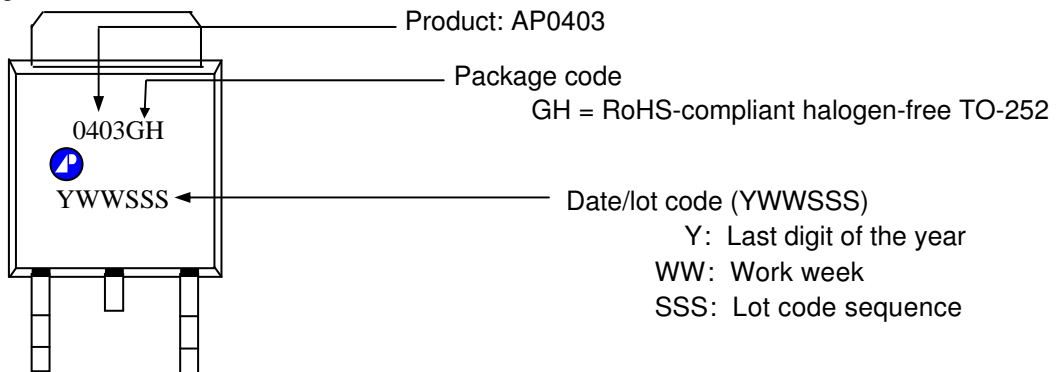 Product: AP0403
Package code
GH = RoHS-compliant halogen-free TO-252
0403GH
YWWSSS
Date/lot code (YWWSSS)
Y: Last digit of the year
WW: Work week
SSS: Lot code sequence